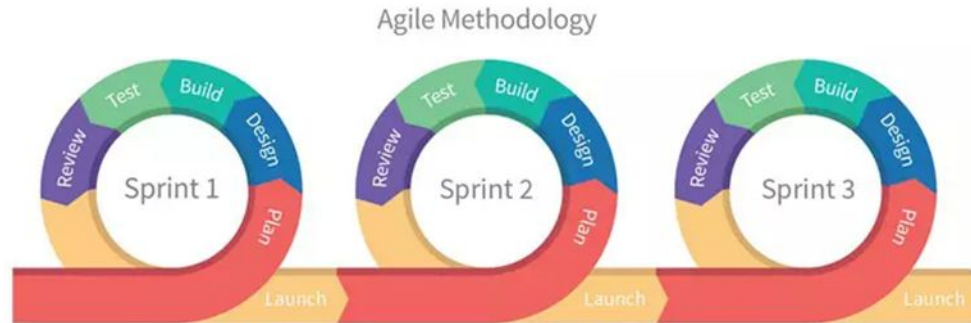 Agile Methodology
Test
Build
Review
Design
Sprint 1
Plan
Launch
Test
Build
Review
Design
Sprint 2
Plan
Launch
Test
Build
Review
Design
Sprint 3
Plan
Launch